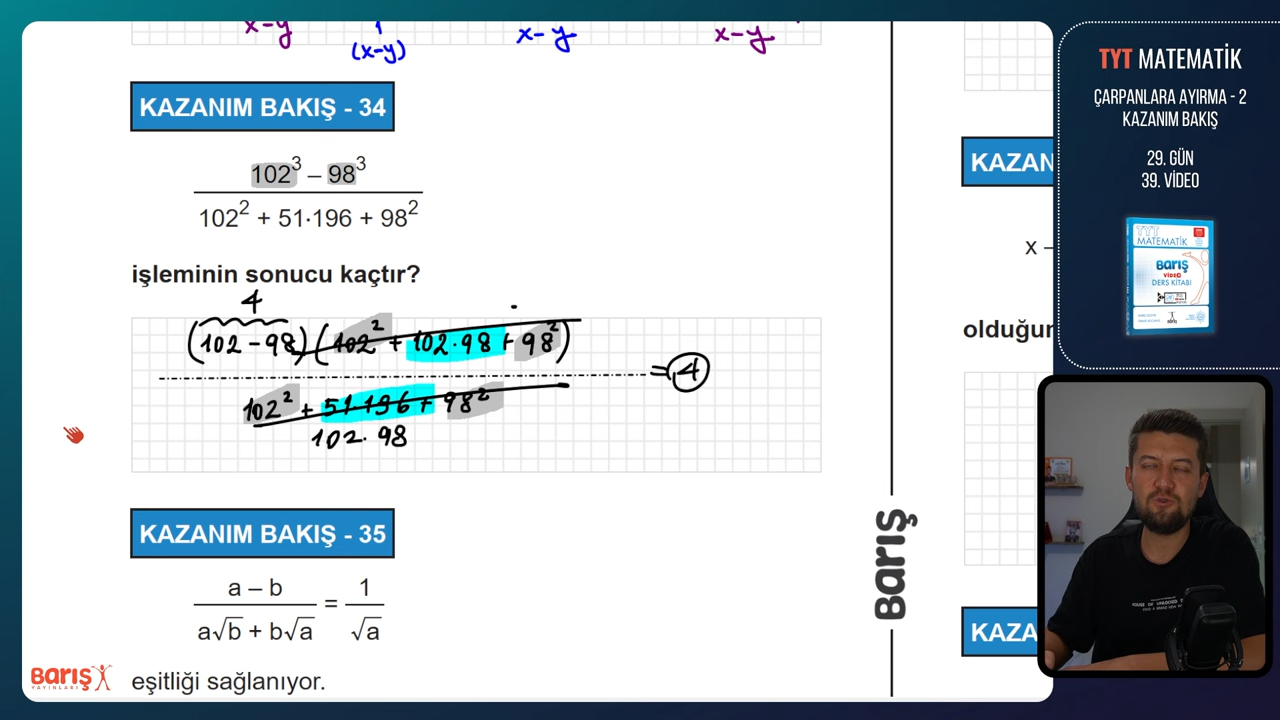 x-y
(x-y)
x-y
x-y
KAZANIM BAKIŞ - 34
102³ – 98³
102² + 51·196 + 98²
işleminin sonucu kaçtır?
4
(102-98)(102² + 102.98 + 98²)
= 4
102² + 51.196 + 98²
102. 98
KAZANIM BAKIŞ - 35
a – b
a√b + b√a
=
1
√a
eşitliği sağlanıyor.
BARIŞ
YAYINLARI
Barış
KAZAN
x –
olduğun
KAZA
TYT MATEMATİK
ÇARPANLARA AYIRMA - 2
KAZANIM BAKIŞ
29. GÜN
39. VİDEO
TYT
MATEMATİK
BARIŞ
VİDEO
DERS KİTABI